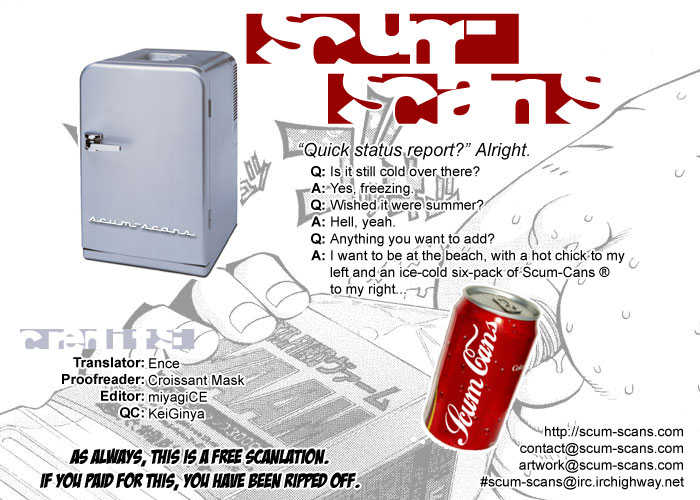 scum-
scans
"Quick status report?" Alright.
Q: Is it still cold over there?
A: Yes, freezing.
Q: Wished it were summer?
A: Hell, yeah.
Q: Anything you want to add?
A: I want to be at the beach, with a hot chick to my
left and an ice-cold six-pack of Scum-Cans ®
to my right...
scum-scans
Scum Cans
credits:
Translator: Ence
Proofreader: Croissant Mask
Editor: miyagiCE
QC: KeiGinya
AS ALWAYS, THIS IS A FREE SCANLATION.
IF YOU PAID FOR THIS, YOU HAVE BEEN RIPPED OFF.
http://scum-scans.com
contact@scum-scans.com
artwork@scum-scans.com
#scum-scans@irc.irchighway.net